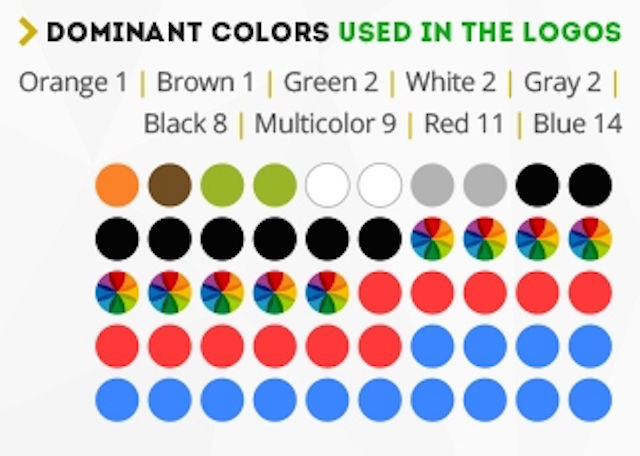 DOMINANT COLORS USED IN THE LOGOS
Orange 1 | Brown 1 | Green 2 | White 2 | Gray 2 |
Black 8 | Multicolor 9 | Red 11 | Blue 14